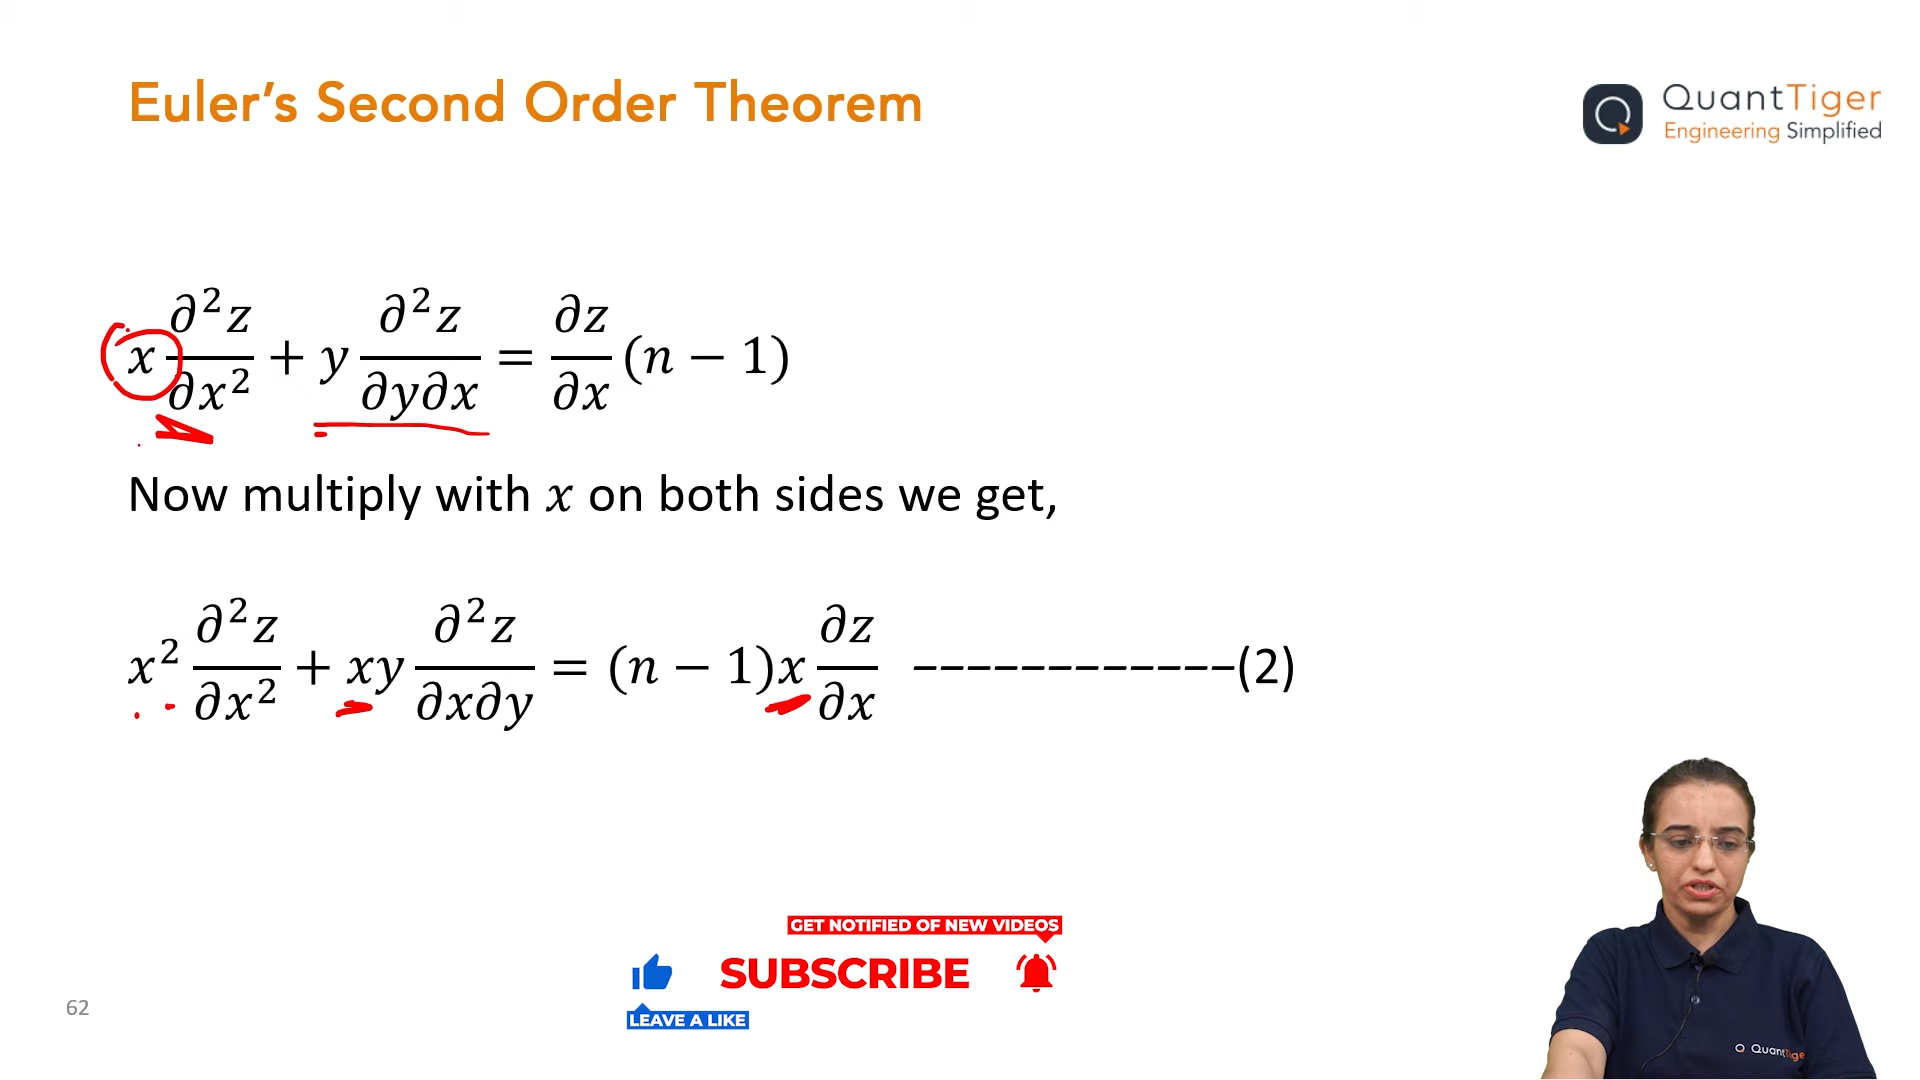 Euler's Second Order Theorem
QuantTiger
Engineering Simplified
x ∂²z/∂x² + y ∂²z/∂y∂x = ∂z/∂x (n − 1)
Now multiply with x on both sides we get,
x² ∂²z/∂x² + xy ∂²z/∂x∂y = (n − 1)x ∂z/∂x −−−−−−−−−−−−(2)
GET NOTIFIED OF NEW VIDEOS
SUBSCRIBE
LEAVE A LIKE
62
QuantTiger